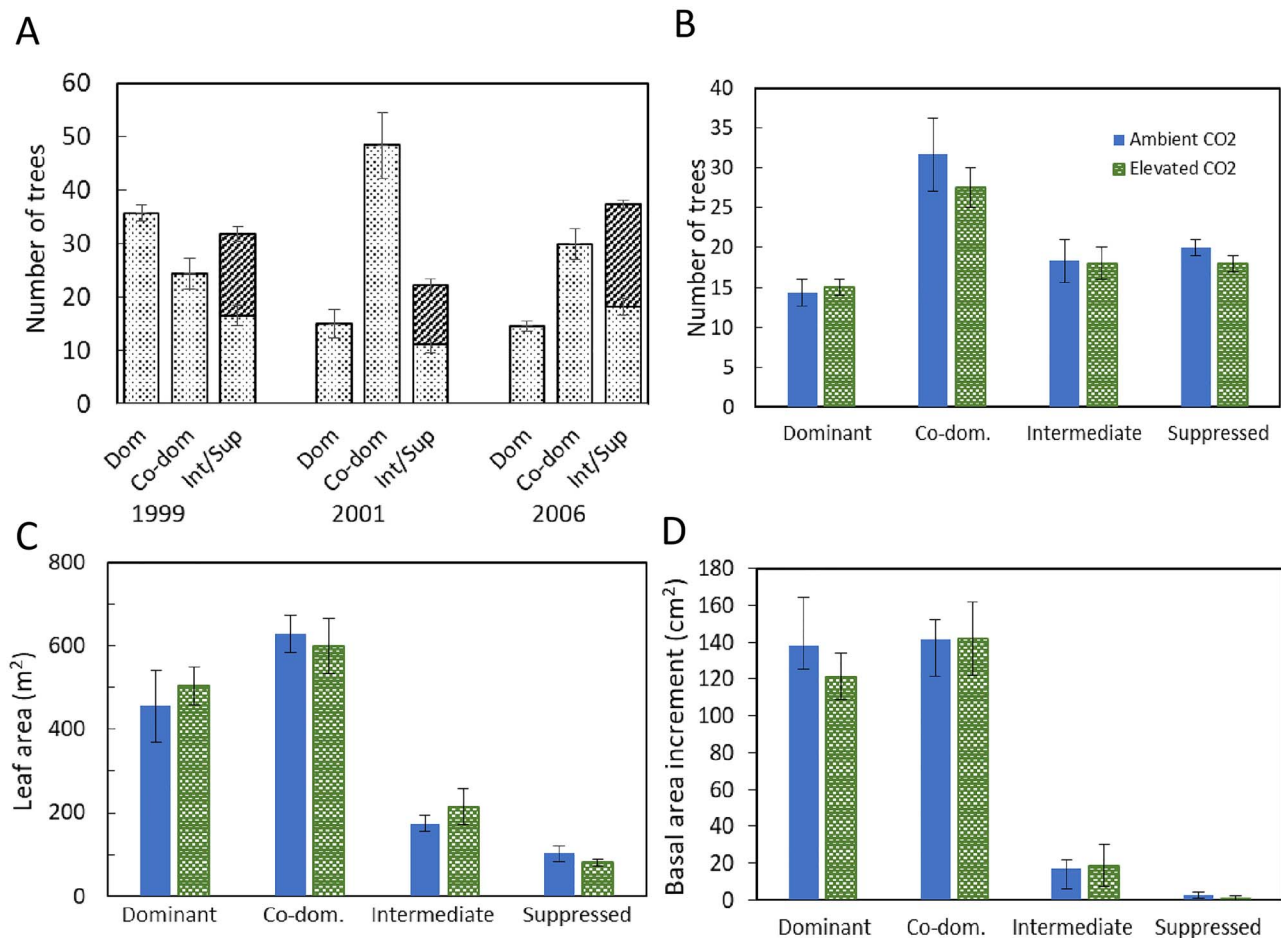 A
Number of trees
60
50
40
30
20
10
0
Dom
Co-dom
Int/Sup
Dom
Co-dom
Int/Sup
Dom
Co-dom
Int/Sup
1999
2001
2006
B
Number of trees
40
35
30
25
20
15
10
5
0
Ambient CO2
Elevated CO2
Dominant
Co-dom.
Intermediate
Suppressed
C
Leaf area (m²)
800
600
400
200
0
Dominant
Co-dom.
Intermediate
Suppressed
D
Basal area increment (cm²)
180
160
140
120
100
80
60
40
20
0
Dominant
Co-dom.
Intermediate
Suppressed